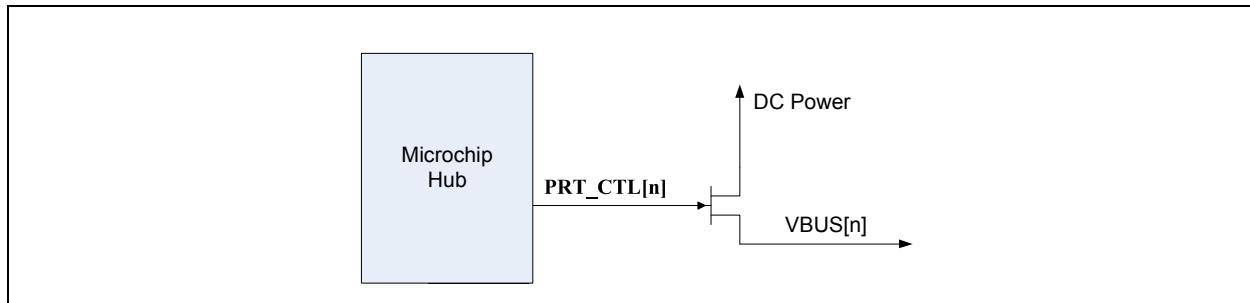 DC Power
Microchip
Hub
PRT_CTL[n]
VBUS[n]